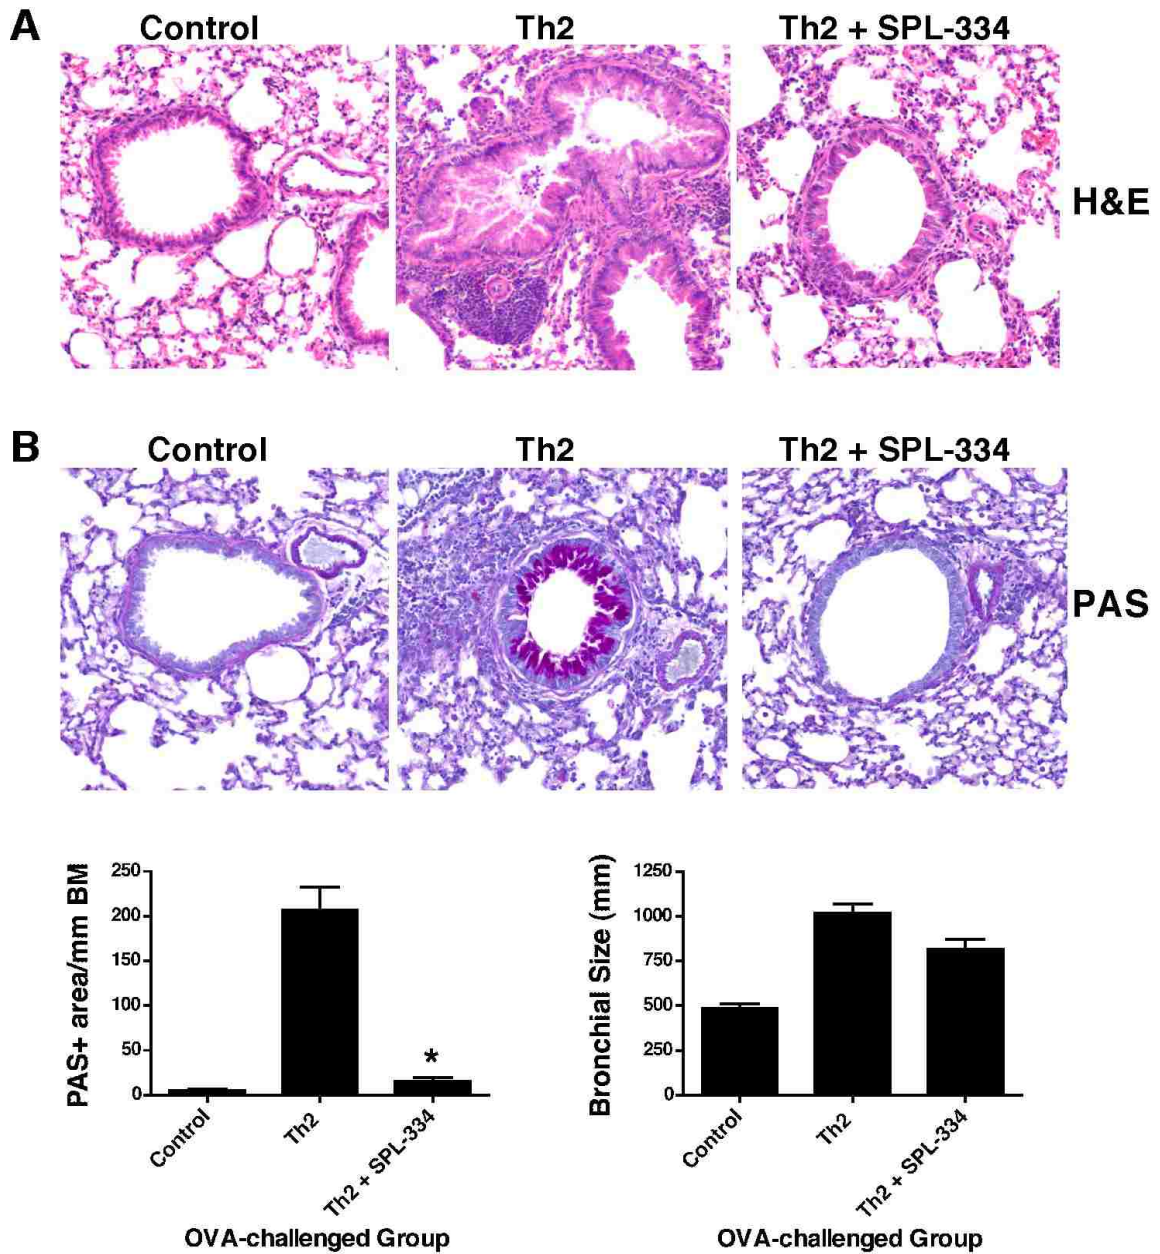 A
Control
Th2
Th2 + SPL-334
H&E
B
Control
Th2
Th2 + SPL-334
PAS
PAS+ area/mm BM
250
200
150
100
50
0
*
Control
Th2
Th2 + SPL-334
OVA-challenged Group
Bronchial Size (mm)
1250
1000
750
500
250
0
Control
Th2
Th2 + SPL-334
OVA-challenged Group